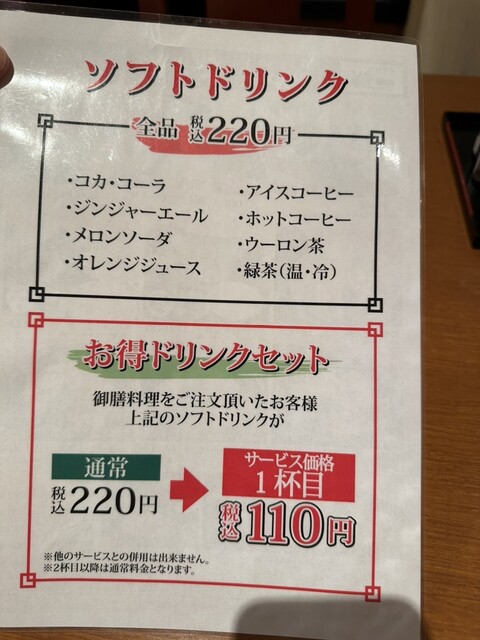 ソフトドリンク
全品 税込220円
・コカ・コーラ
・ジンジャーエール
・メロンソーダ
・オレンジジュース
・アイスコーヒー
・ホットコーヒー
・ウーロン茶
・緑茶(温・冷)
お得ドリンクセット
御膳料理をご注文頂いたお客様
上記のソフトドリンクが
通常
税込220円
サービス価格
1杯目
税込110円
※他のサービスとの併用は出来ません。
※2杯目以降は通常料金となります。